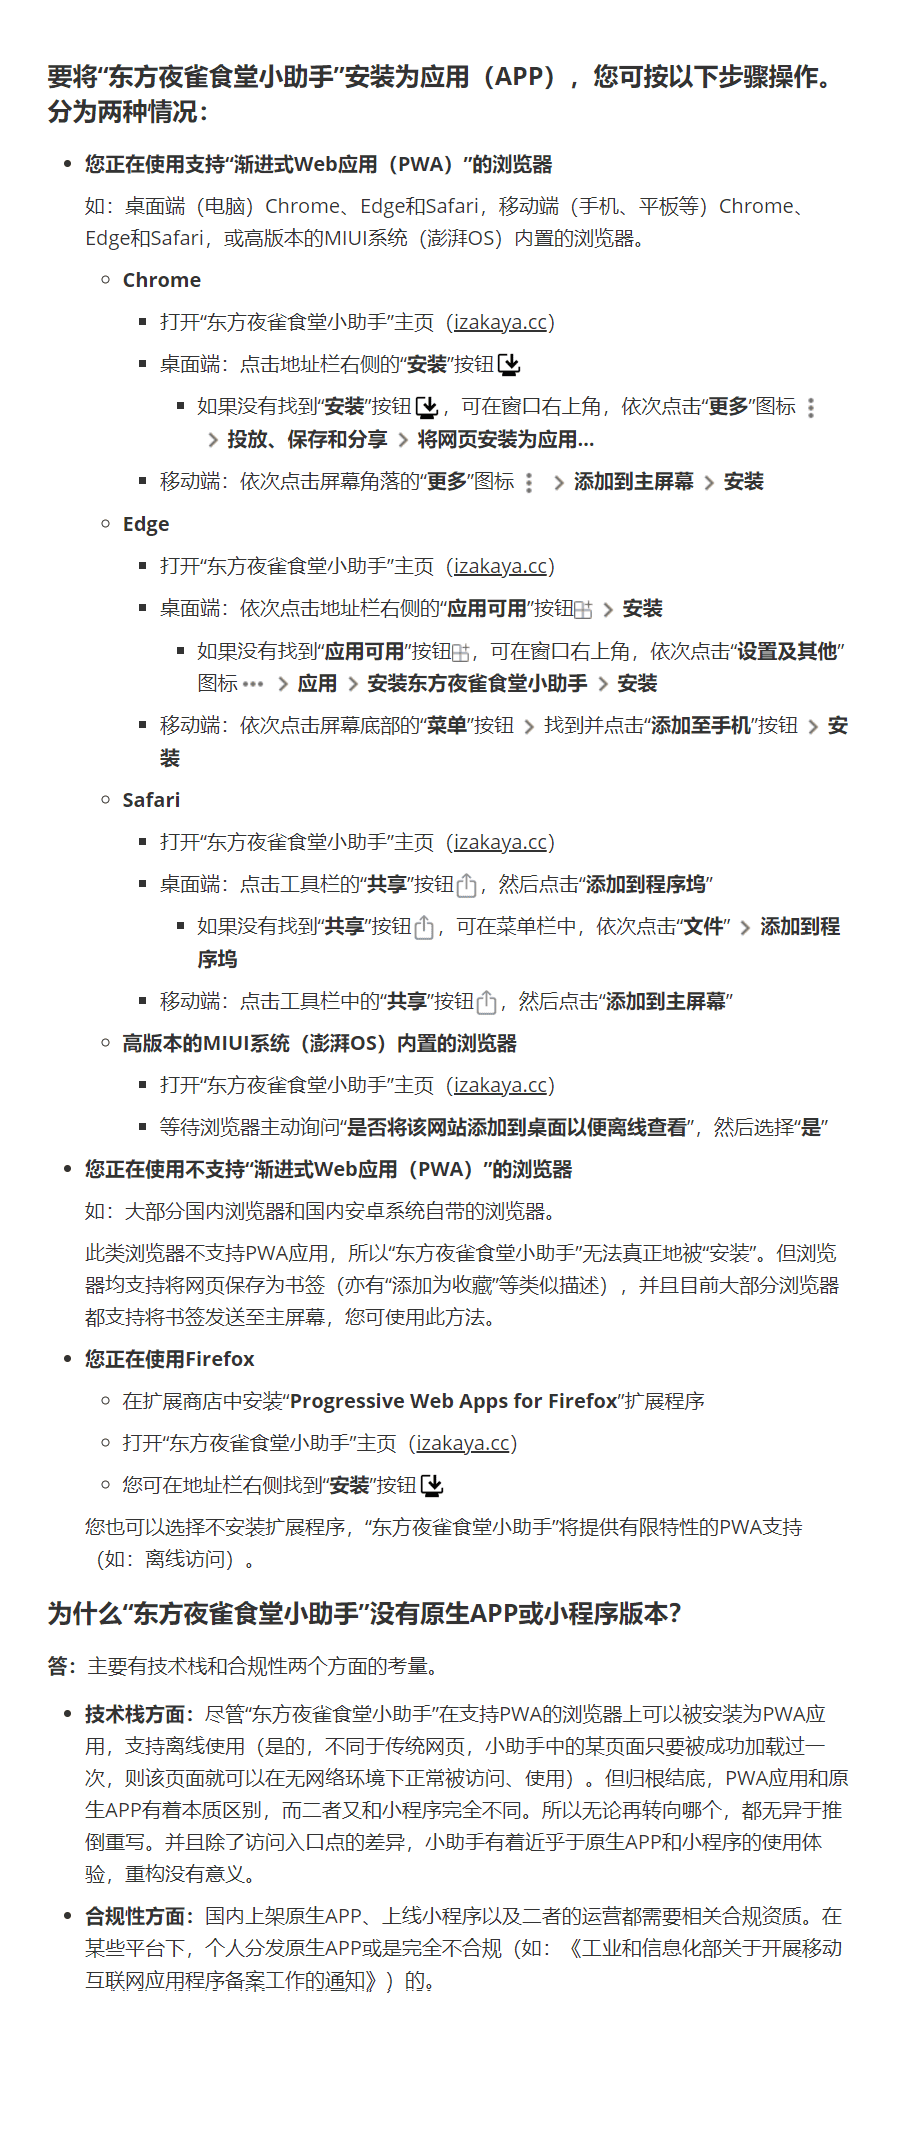 要将“东方夜雀食堂小助手”安装为应用（APP），您可按以下步骤操作。
分为两种情况：
您正在使用支持“渐进式Web应用（PWA）”的浏览器
如：桌面端（电脑）Chrome、Edge和Safari，移动端（手机、平板等）Chrome、
Edge和Safari，或高版本的MIUI系统（澎湃OS）内置的浏览器。
Chrome
打开“东方夜雀食堂小助手”主页（izakaya.cc）
桌面端：点击地址栏右侧的“安装”按钮
如果没有找到“安装”按钮，可在窗口右上角，依次点击“更多”图标
> 投放、保存和分享 > 将网页安装为应用...
移动端：依次点击屏幕角落的“更多”图标 > 添加到主屏幕 > 安装
Edge
打开“东方夜雀食堂小助手”主页（izakaya.cc）
桌面端：依次点击地址栏右侧的“应用可用”按钮 > 安装
如果没有找到“应用可用”按钮，可在窗口右上角，依次点击“设置及其他”
图标 > 应用 > 安装东方夜雀食堂小助手 > 安装
移动端：依次点击屏幕底部的“菜单”按钮 > 找到并点击“添加至手机”按钮 > 安
装
Safari
打开“东方夜雀食堂小助手”主页（izakaya.cc）
桌面端：点击工具栏的“共享”按钮，然后点击“添加到程序坞”
如果没有找到“共享”按钮，可在菜单栏中，依次点击“文件” > 添加到程
序坞
移动端：点击工具栏中的“共享”按钮，然后点击“添加到主屏幕”
高版本的MIUI系统（澎湃OS）内置的浏览器
打开“东方夜雀食堂小助手”主页（izakaya.cc）
等待浏览器主动询问“是否将该网站添加到桌面以便离线查看”，然后选择“是”
您正在使用不支持“渐进式Web应用（PWA）”的浏览器
如：大部分国内浏览器和国内安卓系统自带的浏览器。
此类浏览器不支持PWA应用，所以“东方夜雀食堂小助手”无法真正地被“安装”。但浏览
器均支持将网页保存为书签（亦有“添加为收藏”等类似描述），并且目前大部分浏览器
都支持将书签发送至主屏幕，您可使用此方法。
您正在使用Firefox
在扩展商店中安装“Progressive Web Apps for Firefox”扩展程序
打开“东方夜雀食堂小助手”主页（izakaya.cc）
您可在地址栏右侧找到“安装”按钮
您也可以选择不安装扩展程序，“东方夜雀食堂小助手”将提供有限特性的PWA支持
（如：离线访问）。
为什么“东方夜雀食堂小助手”没有原生APP或小程序版本？
答：主要有技术栈和合规性两个方面的考量。
技术栈方面：尽管“东方夜雀食堂小助手”在支持PWA的浏览器上可以被安装为PWA应
用，支持离线使用（是的，不同于传统网页，小助手中的某页面只要被成功加载过一
次，则该页面就可以在无网络环境下正常被访问、使用）。但归根结底，PWA应用和原
生APP有着本质区别，而二者又和小程序完全不同。所以无论再转向哪个，都无异于推
倒重写。并且除了访问入口点的差异，小助手有着近乎于原生APP和小程序的使用体
验，重构没有意义。
合规性方面：国内上架原生APP、上线小程序以及二者的运营都需要相关合规资质。在
某些平台下，个人分发原生APP或是完全不合规（如：《工业和信息化部关于开展移动
互联网应用程序备案工作的通知》）的。